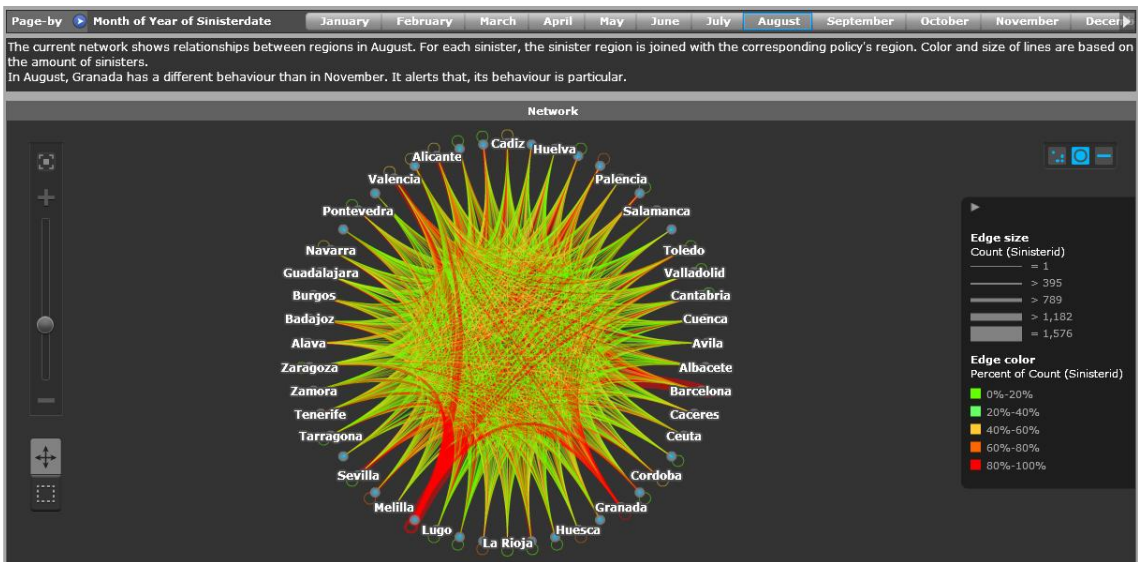 Page-by Month of Year of Sinisterdate January February March April May June July August September October November Decem
The current network shows relationships between regions in August. For each sinister, the sinister region is joined with the corresponding policy's region. Color and size of lines are based on
the amount of sinisters.
In August, Granada has a different behaviour than in November. It alerts that, its behaviour is particular.
Network
Cadiz
Huelva
Alicante
Valencia
Palencia
Pontevedra
Salamanca
Navarra
Toledo
Guadalajara
Valladolid
Burgos
Cantabria
Badajoz
Cuenca
Alava
Avila
Zaragoza
Albacete
Zamora
Barcelona
Tenerife
Caceres
Tarragona
Ceuta
Sevilla
Cordoba
Melilla
Granada
Lugo
Huesca
La Rioja
Edge size
Count (Sinisterid)
= 1
> 395
> 789
> 1,182
= 1,576
Edge color
Percent of Count (Sinisterid)
0%-20%
20%-40%
40%-60%
60%-80%
80%-100%